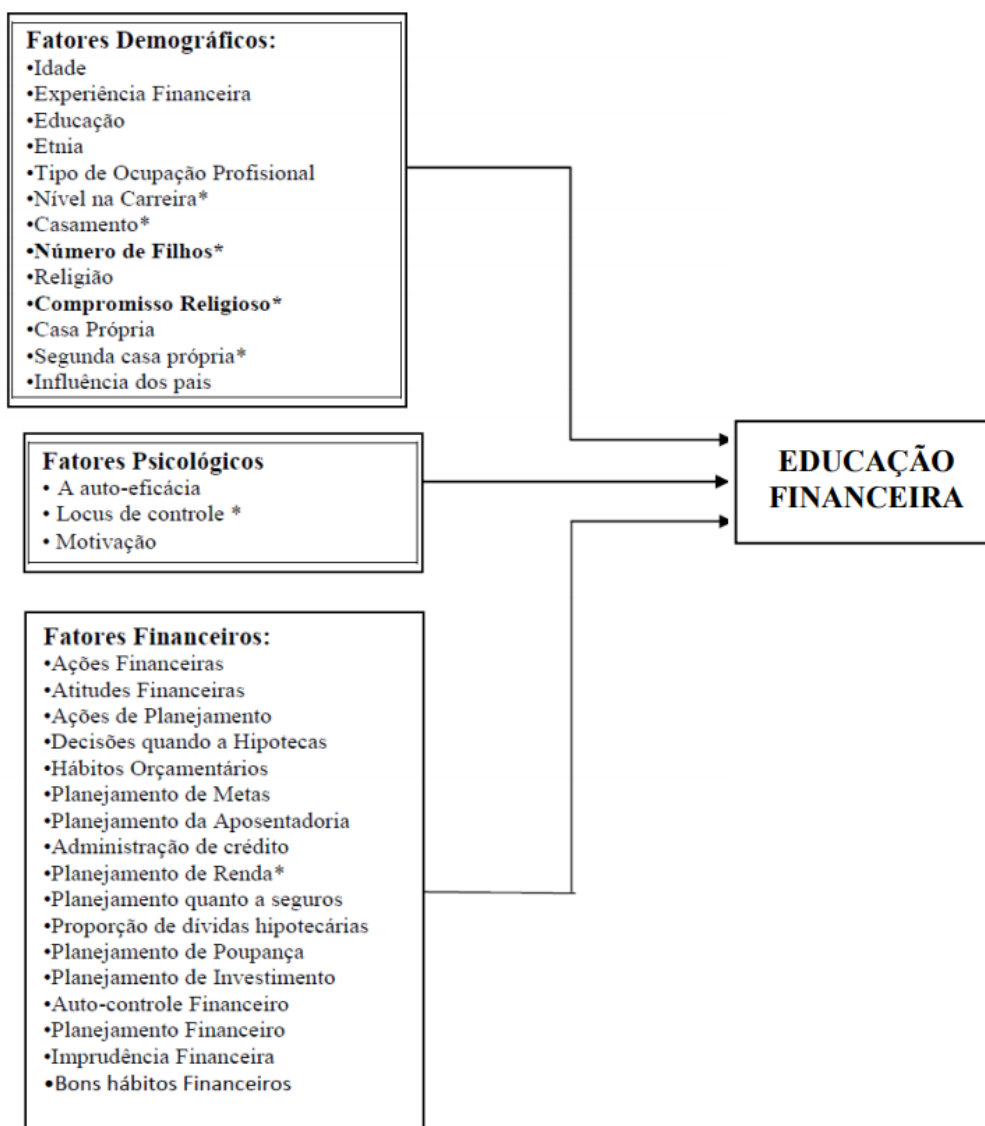 Fatores Demográficos:
•Idade
•Experiência Financeira
•Educação
•Etnia
•Tipo de Ocupação Profisional
•Nível na Carreira*
•Casamento*
•Número de Filhos*
•Religião
•Compromisso Religioso*
•Casa Própria
•Segunda casa própria*
•Influência dos pais
Fatores Psicológicos
• A auto-eficácia
• Locus de controle *
• Motivação
EDUCAÇÃO
FINANCEIRA
Fatores Financeiros:
•Ações Financeiras
•Atitudes Financeiras
•Ações de Planejamento
•Decisões quando a Hipotecas
•Hábitos Orçamentários
•Planejamento de Metas
•Planejamento da Aposentadoria
•Administração de crédito
•Planejamento de Renda*
•Planejamento quanto a seguros
•Proporção de dívidas hipotecárias
•Planejamento de Poupança
•Planejamento de Investimento
•Auto-controle Financeiro
•Planejamento Financeiro
•Imprudência Financeira
•Bons hábitos Financeiros